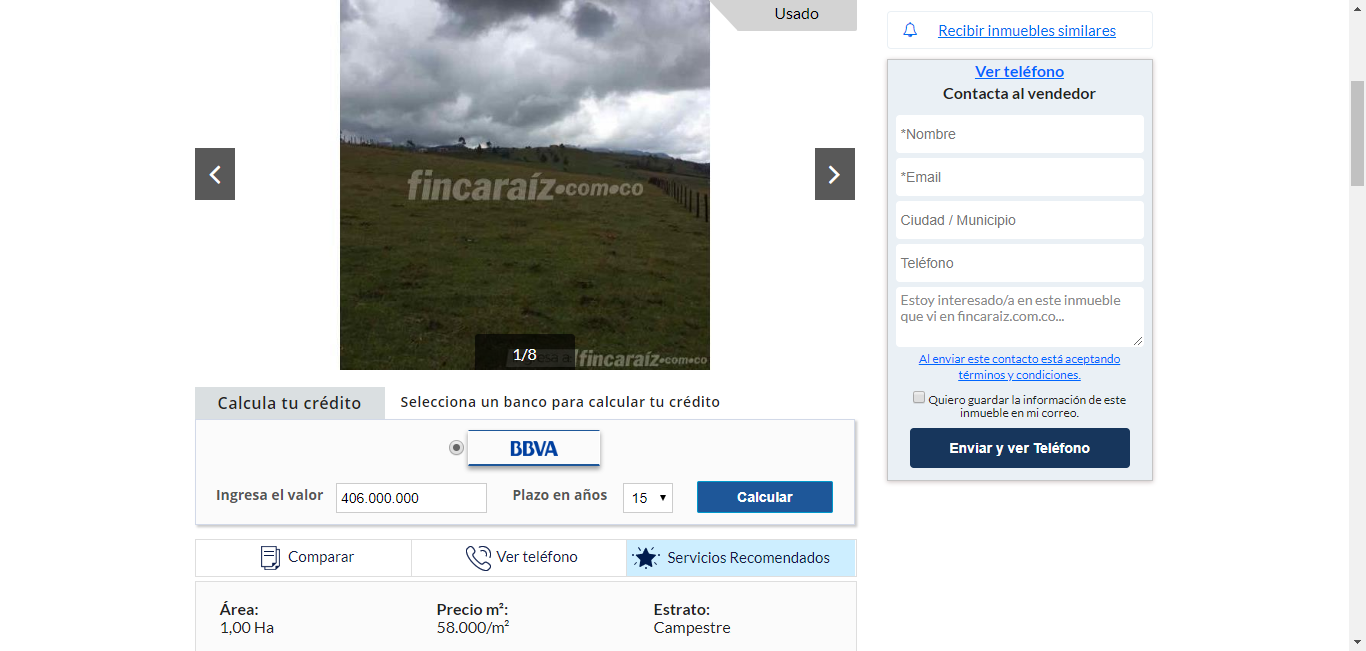 Usado
Recibir inmuebles similares
Ver teléfono
Contacta al vendedor
*Nombre
*Email
Ciudad / Municipio
Teléfono
Estoy interesado/a en este inmueble
que vi en fincaraiz.com.co...
Al enviar este contacto está aceptando
términos y condiciones.
Quiero guardar la información de este
inmueble en mi correo.
Enviar y ver Teléfono
fincaraíz•com•co
1/8
fincaraíz•com•co
Calcula tu crédito
Selecciona un banco para calcular tu crédito
BBVA
Ingresa el valor
406.000.000
Plazo en años
15
Calcular
Comparar
Ver teléfono
Servicios Recomendados
Área:
1,00 Ha
Precio m²:
58.000/m²
Estrato:
Campestre